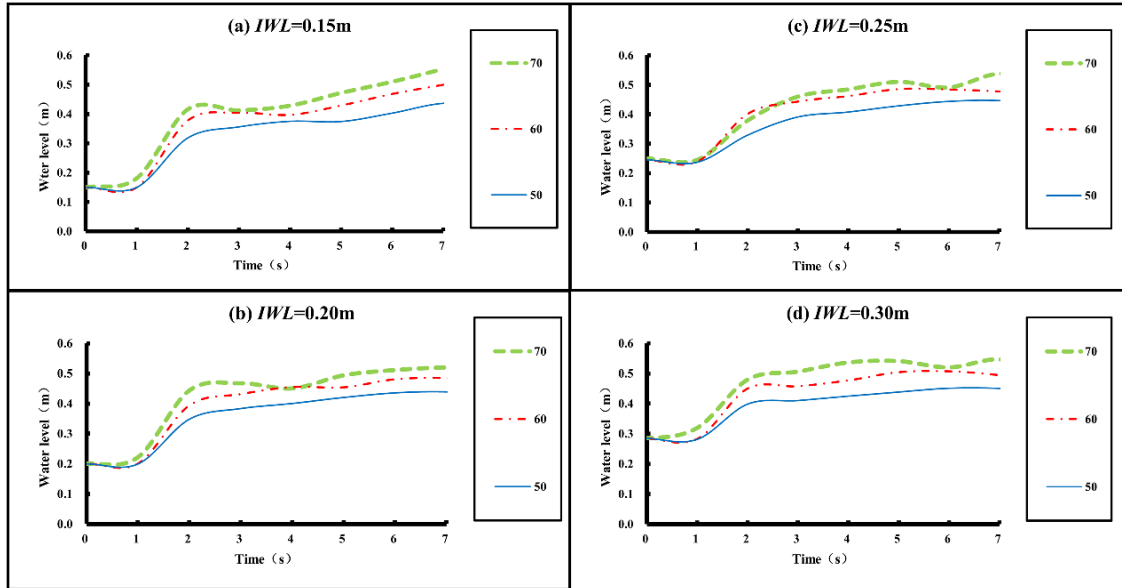 (a) IWL=0.15m
Wter level（m）
0.6
0.5
0.4
0.3
0.2
0.1
0.0
0 1 2 3 4 5 6 7
Time（s）
70
60
50
(c) IWL=0.25m
Water level（m）
0.6
0.5
0.4
0.3
0.2
0.1
0.0
0 1 2 3 4 5 6 7
Time（s）
70
60
50
(b) IWL=0.20m
Water level（m）
0.6
0.5
0.4
0.3
0.2
0.1
0.0
0 1 2 3 4 5 6 7
Time（s）
70
60
50
(d) IWL=0.30m
Water level（m）
0.6
0.5
0.4
0.3
0.2
0.1
0.0
0 1 2 3 4 5 6 7
Time（s）
70
60
50